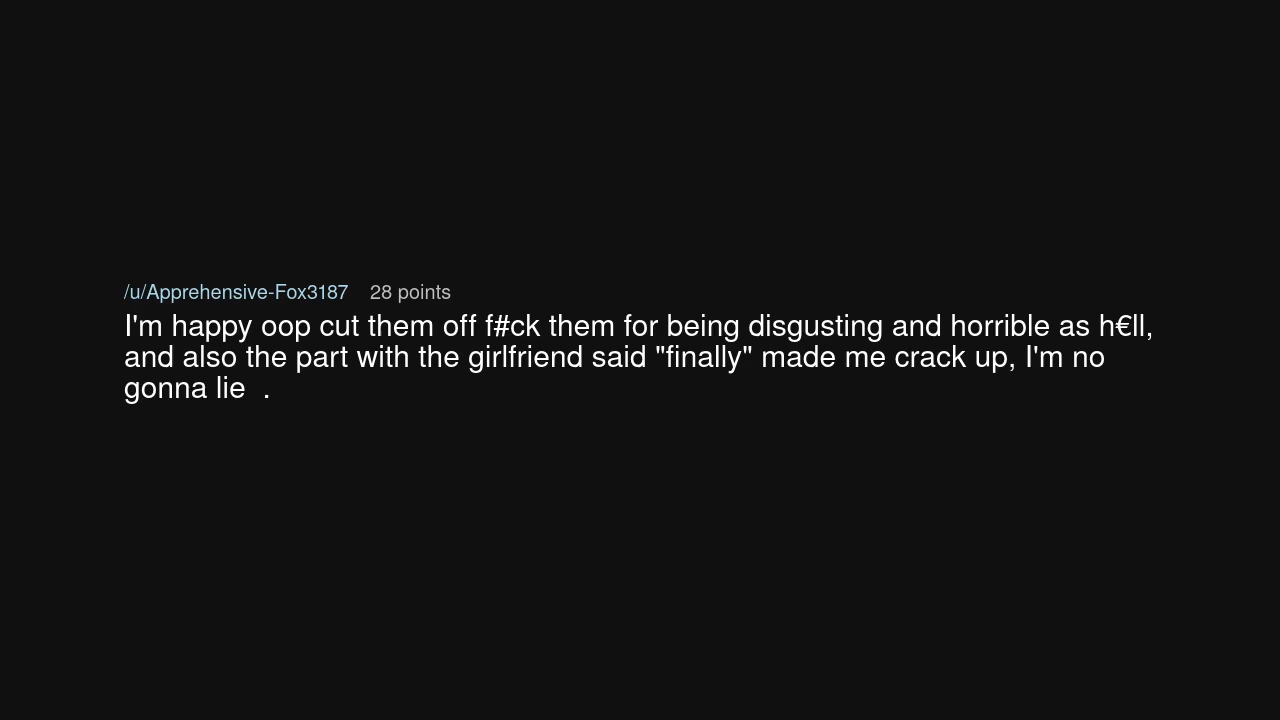 /u/Apprehensive-Fox3187 28 points
I'm happy oop cut them off f#ck them for being disgusting and horrible as h€ll,
and also the part with the girlfriend said "finally" made me crack up, I'm no
gonna lie .